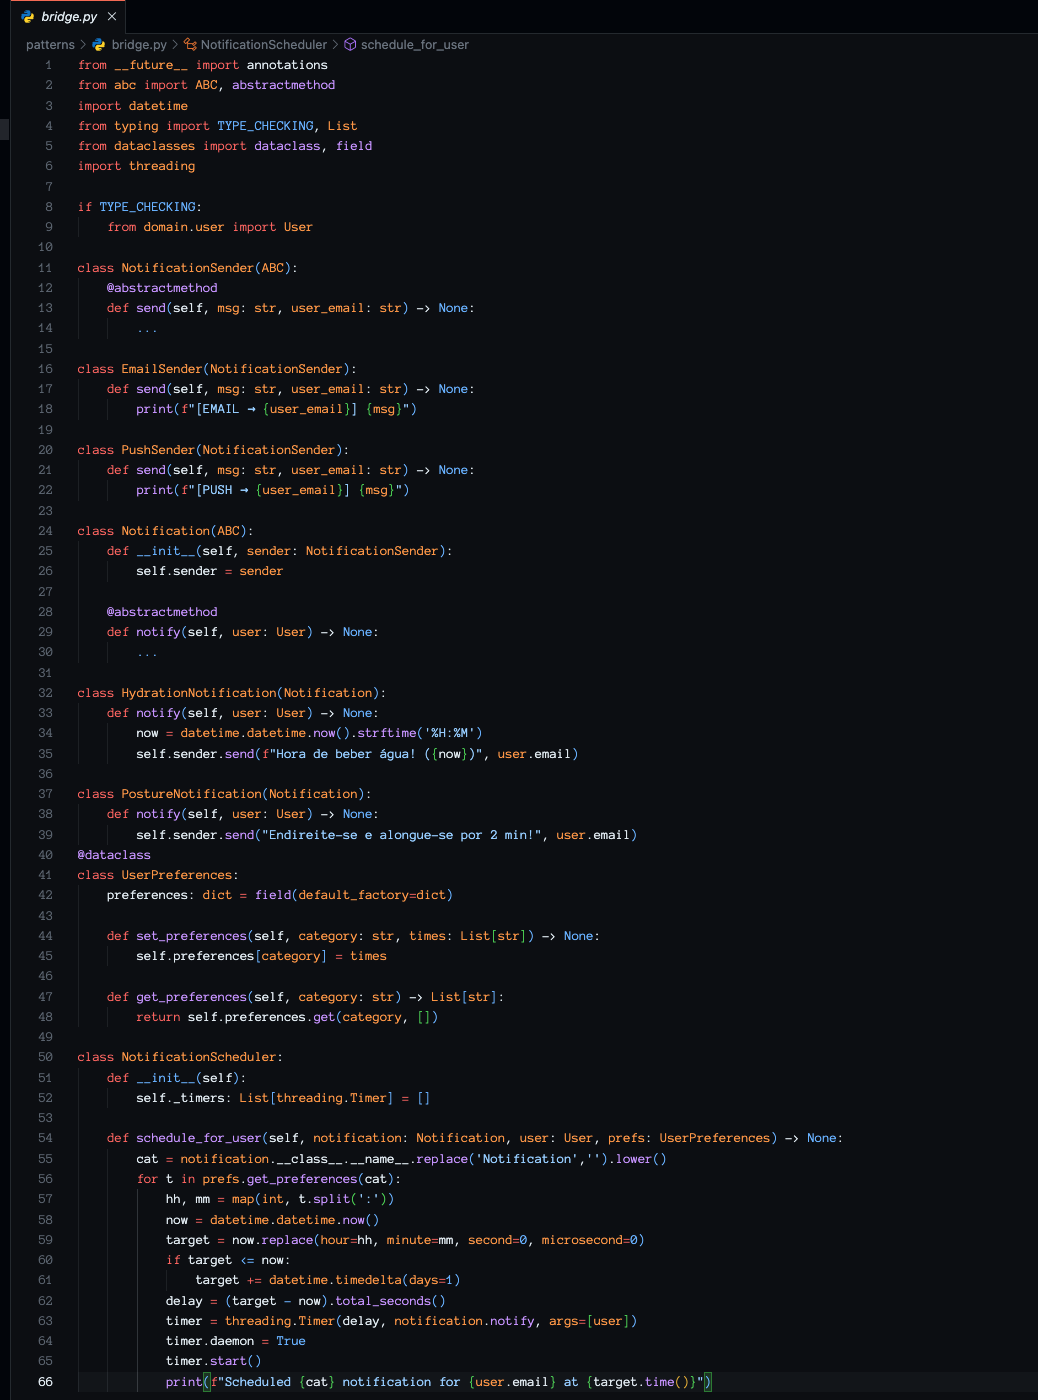 bridge.py ×
patterns > bridge.py > NotificationScheduler > schedule_for_user
1 from __future__ import annotations
2 from abc import ABC, abstractmethod
3 import datetime
4 from typing import TYPE_CHECKING, List
5 from dataclasses import dataclass, field
6 import threading
7
8 if TYPE_CHECKING:
9     from domain.user import User
10
11 class NotificationSender(ABC):
12     @abstractmethod
13     def send(self, msg: str, user_email: str) -> None:
14         ...
15
16 class EmailSender(NotificationSender):
17     def send(self, msg: str, user_email: str) -> None:
18         print(f"[EMAIL → {user_email}] {msg}")
19
20 class PushSender(NotificationSender):
21     def send(self, msg: str, user_email: str) -> None:
22         print(f"[PUSH → {user_email}] {msg}")
23
24 class Notification(ABC):
25     def __init__(self, sender: NotificationSender):
26         self.sender = sender
27
28     @abstractmethod
29     def notify(self, user: User) -> None:
30         ...
31
32 class HydrationNotification(Notification):
33     def notify(self, user: User) -> None:
34         now = datetime.datetime.now().strftime('%H:%M')
35         self.sender.send(f"Hora de beber água! ({now})", user.email)
36
37 class PostureNotification(Notification):
38     def notify(self, user: User) -> None:
39         self.sender.send("Endireite-se e alongue-se por 2 min!", user.email)
40 @dataclass
41 class UserPreferences:
42     preferences: dict = field(default_factory=dict)
43
44     def set_preferences(self, category: str, times: List[str]) -> None:
45         self.preferences[category] = times
46
47     def get_preferences(self, category: str) -> List[str]:
48         return self.preferences.get(category, [])
49
50 class NotificationScheduler:
51     def __init__(self):
52         self._timers: List[threading.Timer] = []
53
54     def schedule_for_user(self, notification: Notification, user: User, prefs: UserPreferences) -> None:
55         cat = notification.__class__.__name__.replace('Notification','').lower()
56         for t in prefs.get_preferences(cat):
57             hh, mm = map(int, t.split(':'))
58             now = datetime.datetime.now()
59             target = now.replace(hour=hh, minute=mm, second=0, microsecond=0)
60             if target <= now:
61                 target += datetime.timedelta(days=1)
62             delay = (target - now).total_seconds()
63             timer = threading.Timer(delay, notification.notify, args=[user])
64             timer.daemon = True
65             timer.start()
66             print(f"Scheduled {cat} notification for {user.email} at {target.time()}")